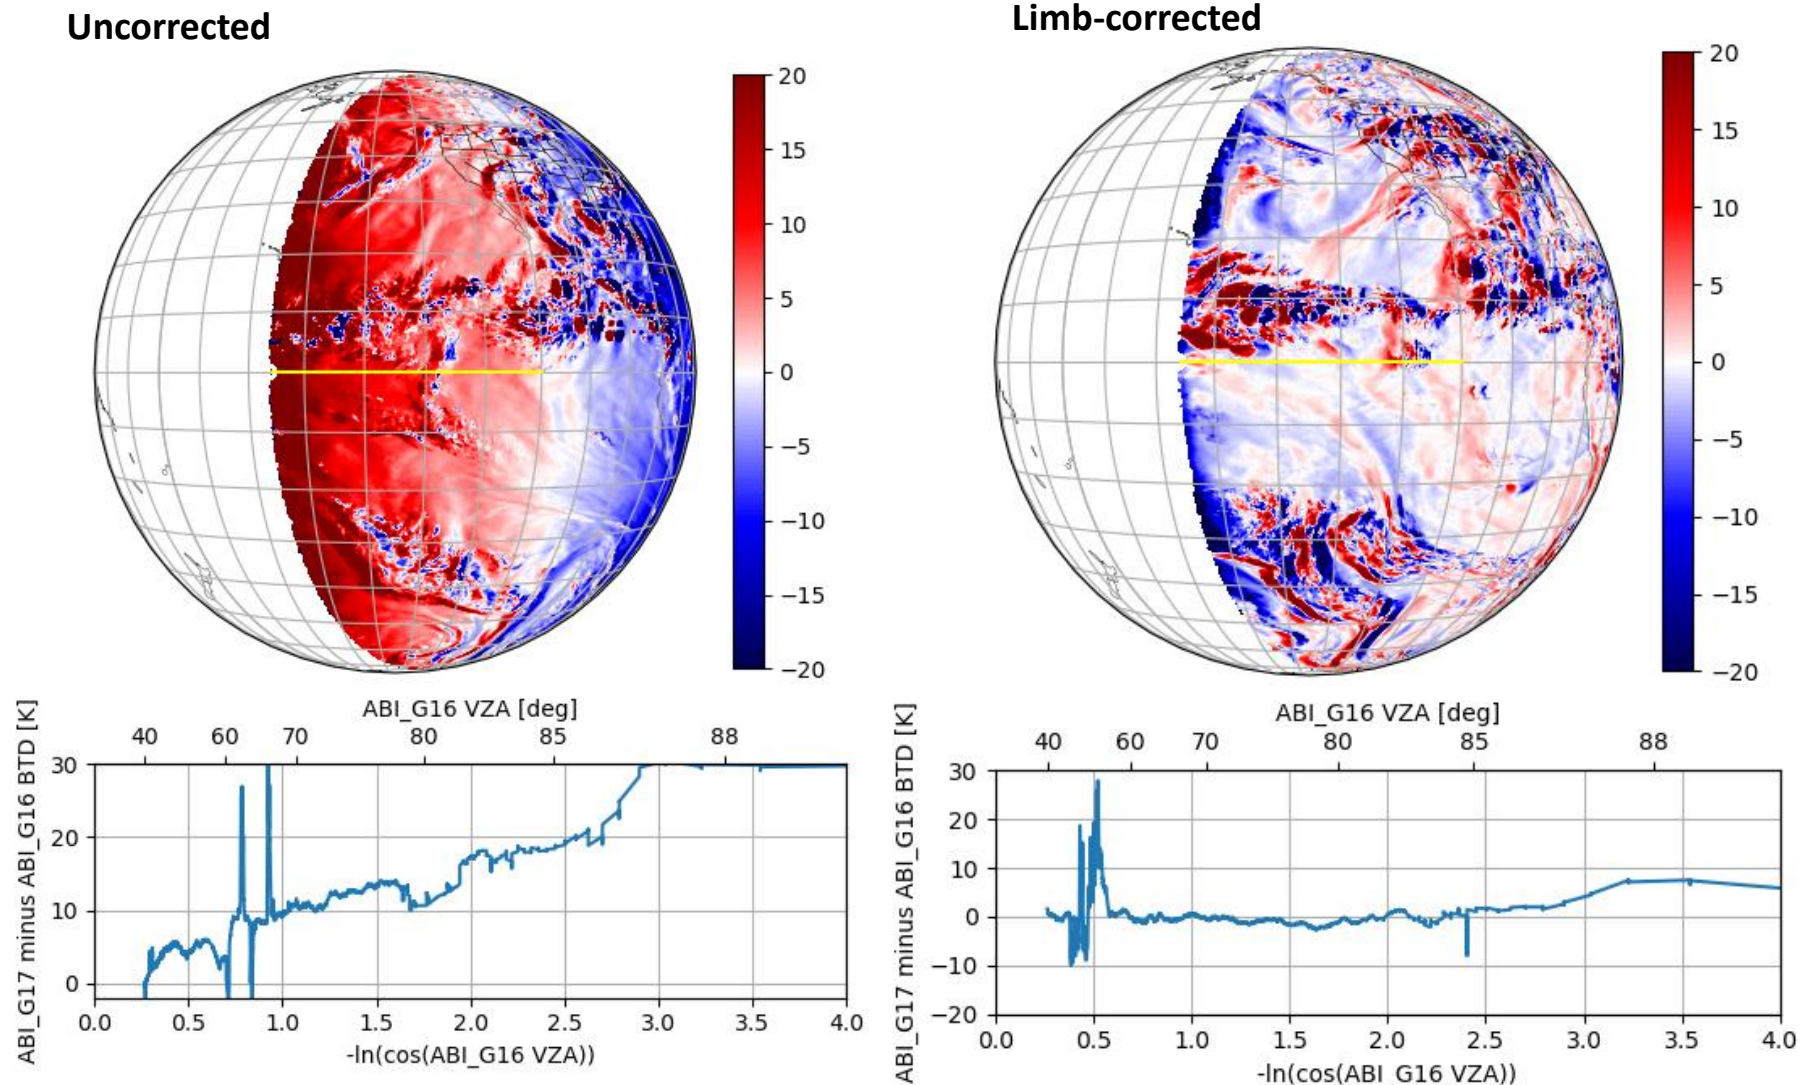 Uncorrected
Limb-corrected
20
15
10
5
0
−5
−10
−15
−20
20
15
10
5
0
−5
−10
−15
−20
ABI_G16 VZA [deg]
40 60 70 80 85 88
ABI_G17 minus ABI_G16 BTD [K]
30
20
10
0
0.0 0.5 1.0 1.5 2.0 2.5 3.0 3.5 4.0
-ln(cos(ABI_G16 VZA))
ABI_G16 VZA [deg]
40 60 70 80 85 88
ABI_G17 minus ABI_G16 BTD [K]
30
20
10
0
−10
−20
0.0 0.5 1.0 1.5 2.0 2.5 3.0 3.5 4.0
-ln(cos(ABI_G16 VZA))